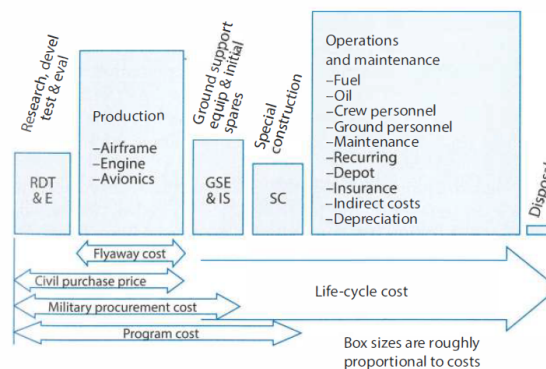 Research, devel
test & eval
RDT
& E
Production
–Airframe
–Engine
–Avionics
Ground support
equip & initial
spares
GSE
& IS
Special
construction
SC
Operations
and maintenance
–Fuel
–Oil
–Crew personnel
–Ground personnel
–Maintenance
–Recurring
–Depot
–Insurance
–Indirect costs
–Depreciation
Disposal
Flyaway cost
Civil purchase price
Military procurement cost
Program cost
Life-cycle cost
Box sizes are roughly
proportional to costs